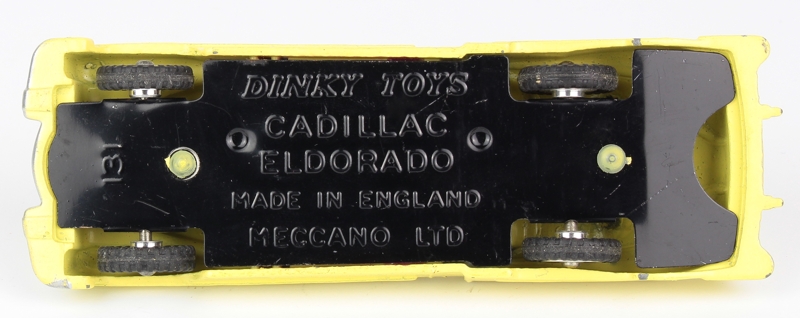 DINKY TOYS
CADILLAC
ELDORADO
MADE IN ENGLAND
MECCANO LTD
131